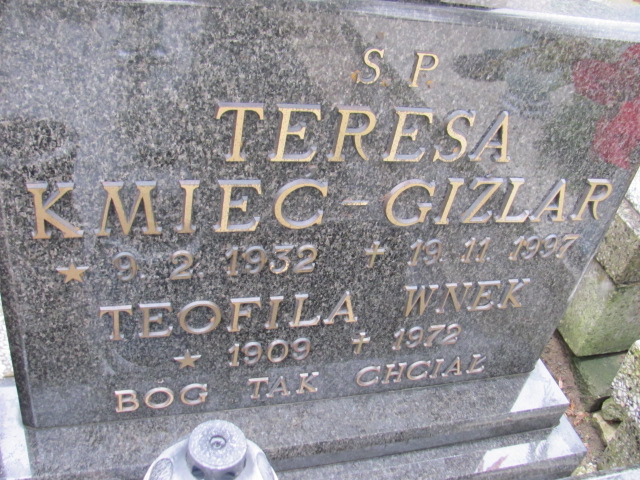 S. P.
TERESA
KMIEC-GIZLAR
★ 9. 2. 1932 + 19. 11. 1997
TEOFILA WNEK
★ 1909 + 1972
BÓG TAK CHCIAŁ